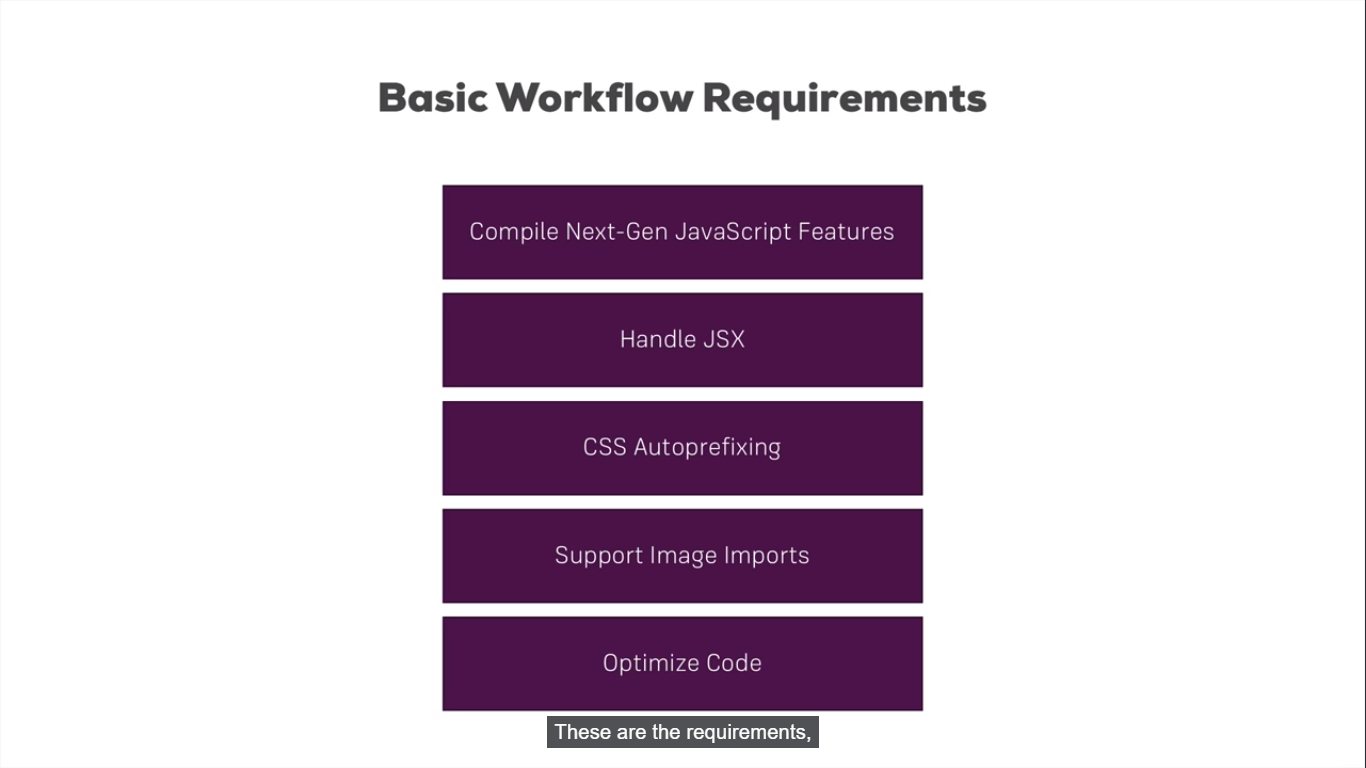 Basic Workflow Requirements
Compile Next-Gen JavaScript Features
Handle JSX
CSS Autoprefixing
Support Image Imports
Optimize Code
These are the requirements,